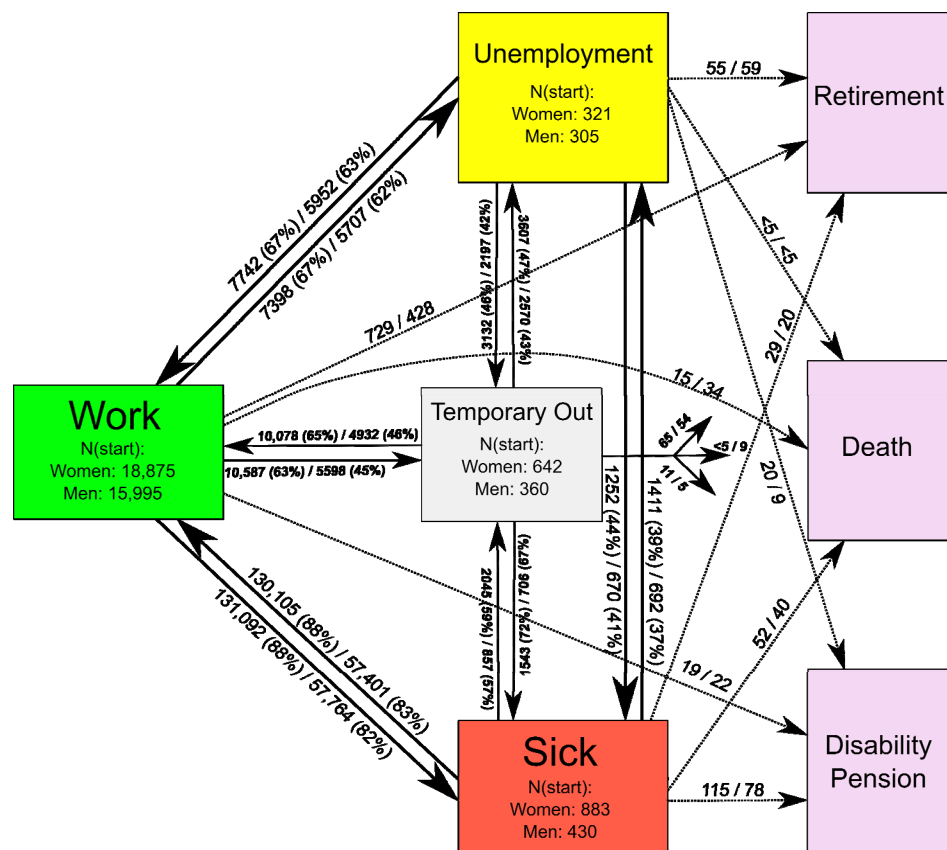 Unemployment
N(start):
Women: 321
Men: 305
55 / 59
Retirement
7742 (67%) / 5952 (63%)
7398 (67%) / 5707 (62%)
3132 (46%) / 2197 (42%)
3607 (47%) / 2570 (43%)
<5 / <5
29 / 20
729 / 428
15 / 34
Work
N(start):
Women: 18,875
Men: 15,995
10,078 (65%) / 4932 (46%)
10,587 (63%) / 5598 (45%)
Temporary Out
N(start):
Women: 642
Men: 360
65 / 54
<5 / 9
11 / 5
Death
1252 (44%) / 670 (41%)
1411 (39%) / 692 (37%)
20 / 9
130,105 (88%) / 57,401 (83%)
131,092 (88%) / 57,764 (82%)
2045 (59%) / 857 (57%)
1543 (72%) / 706 (67%)
52 / 40
19 / 22
Sick
N(start):
Women: 883
Men: 430
115 / 78
Disability
Pension